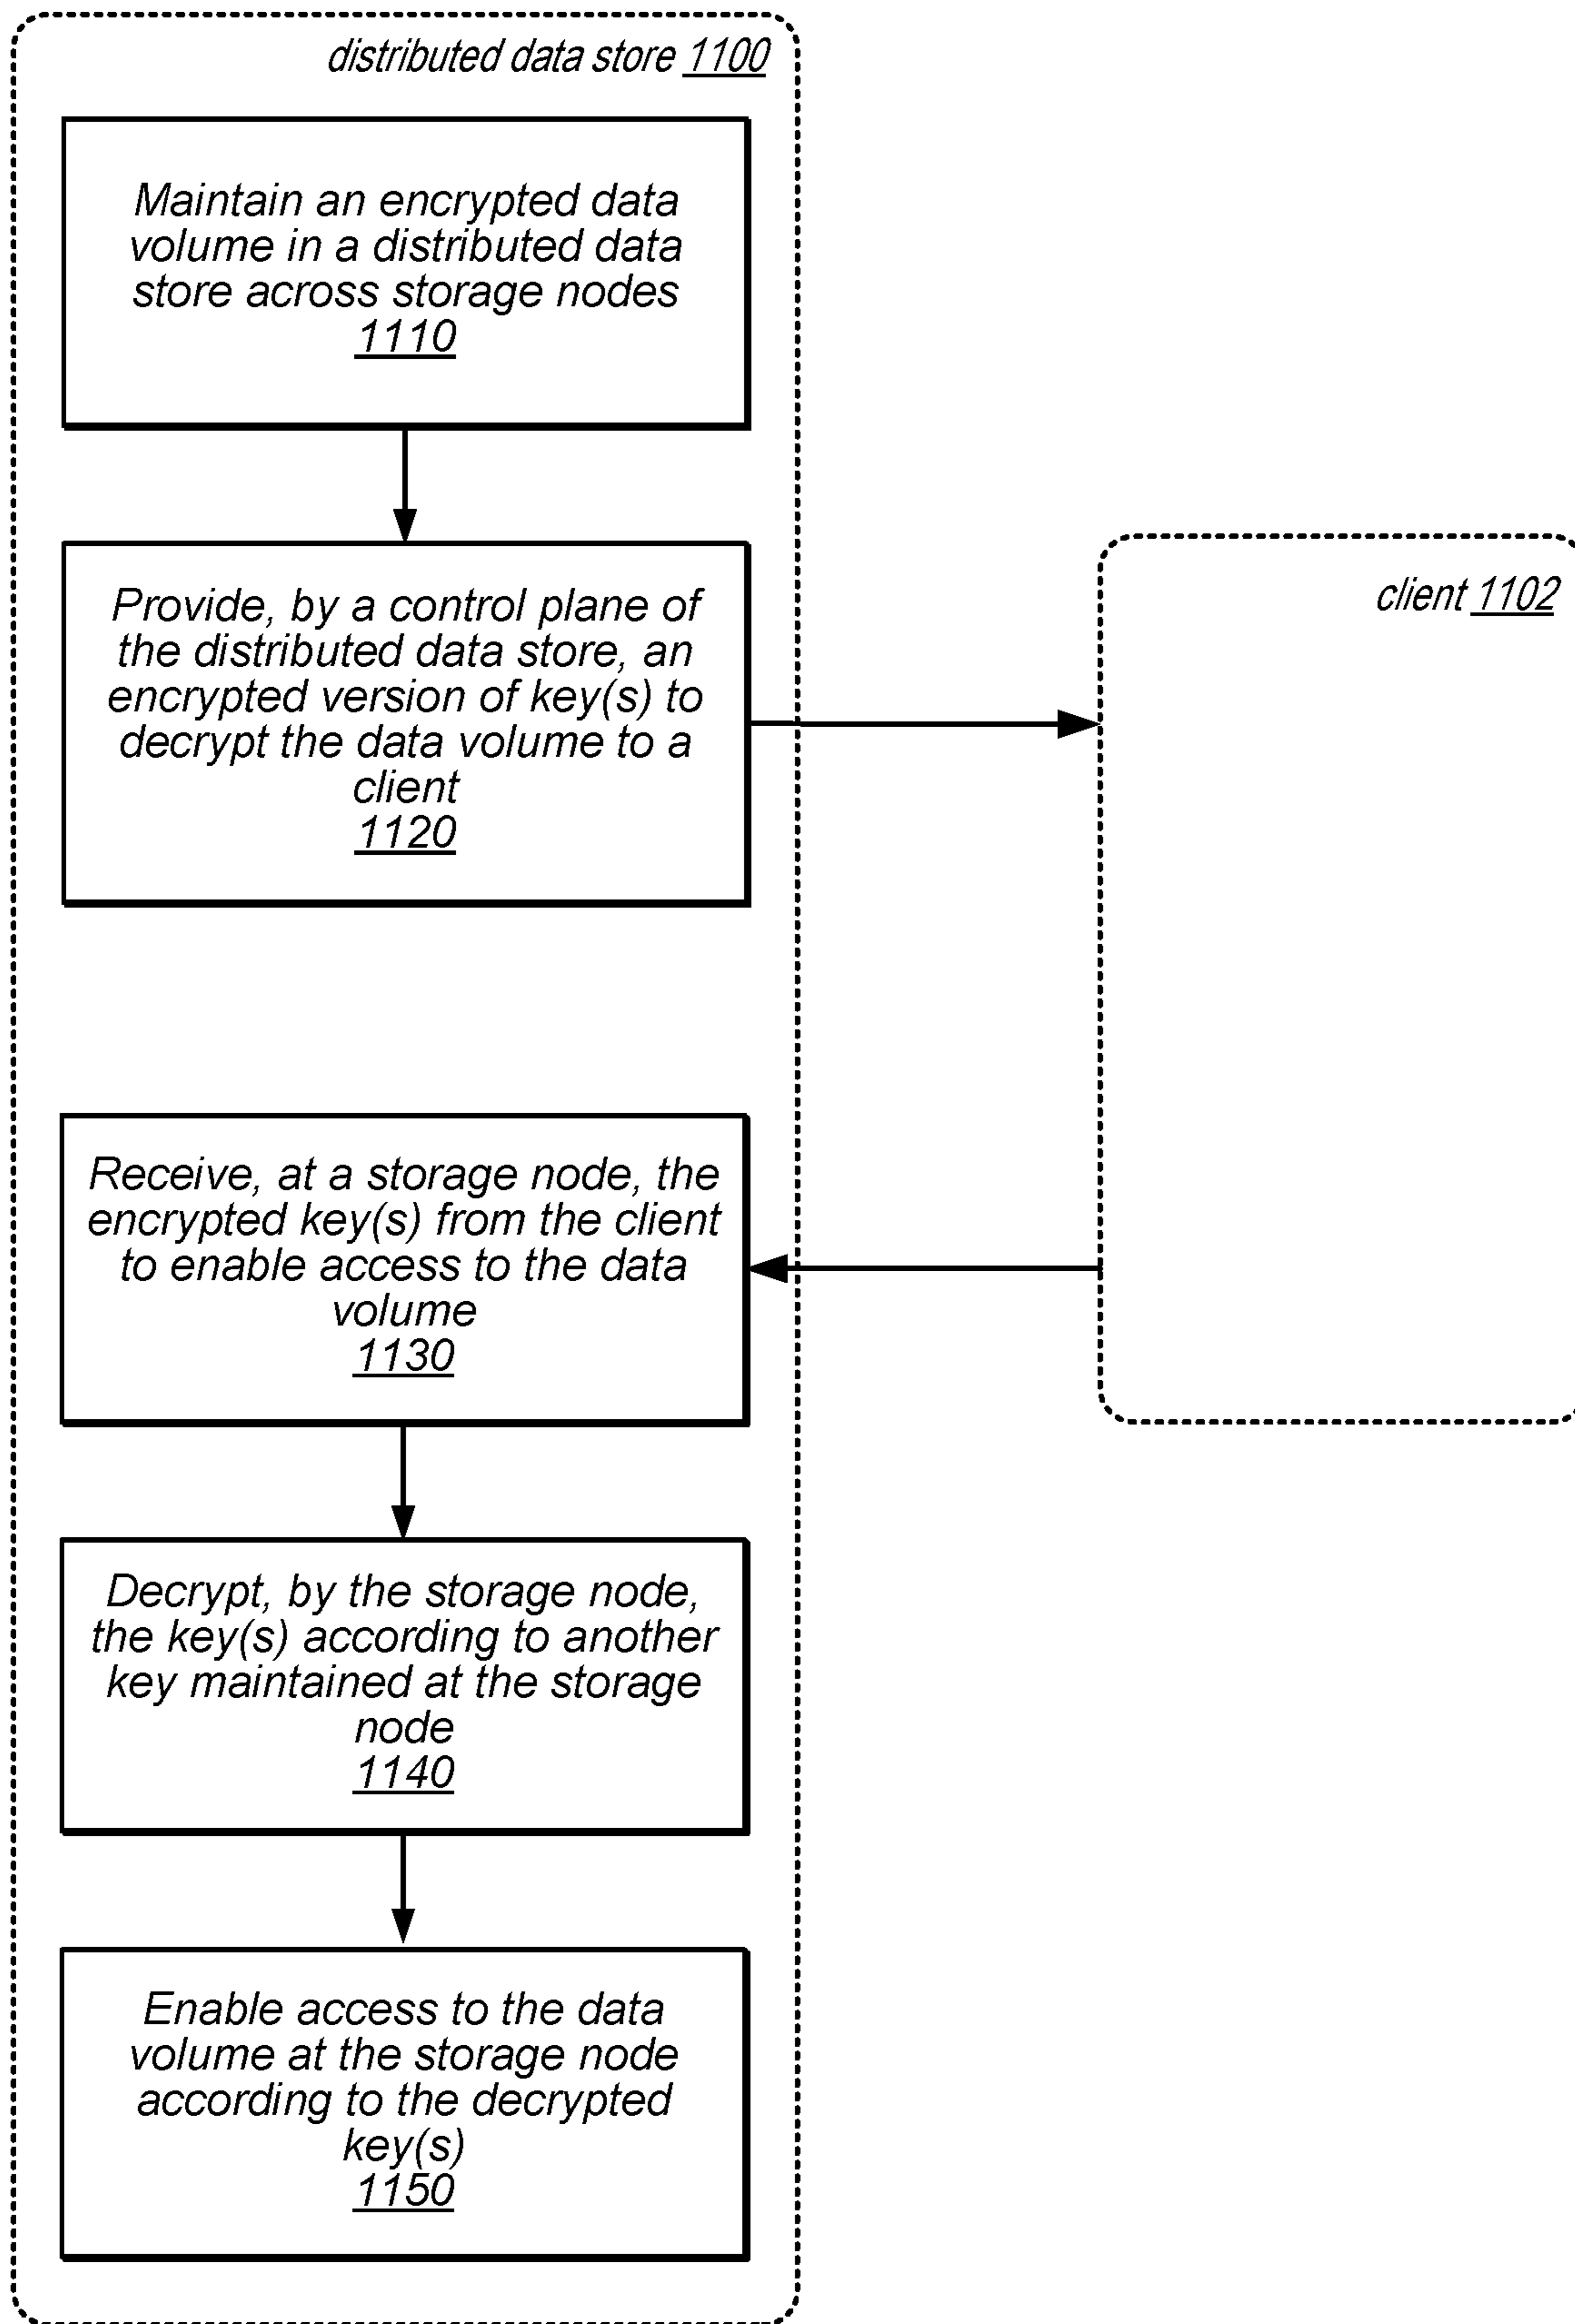 distributed data store 1100
Maintain an encrypted data
volume in a distributed data
store across storage nodes
1110
Provide, by a control plane of
the distributed data store, an
encrypted version of key(s) to
decrypt the data volume to a
client
1120
client 1102
Receive, at a storage node, the
encrypted key(s) from the client
to enable access to the data
volume
1130
Decrypt, by the storage node,
the key(s) according to another
key maintained at the storage
node
1140
Enable access to the data
volume at the storage node
according to the decrypted
key(s)
1150